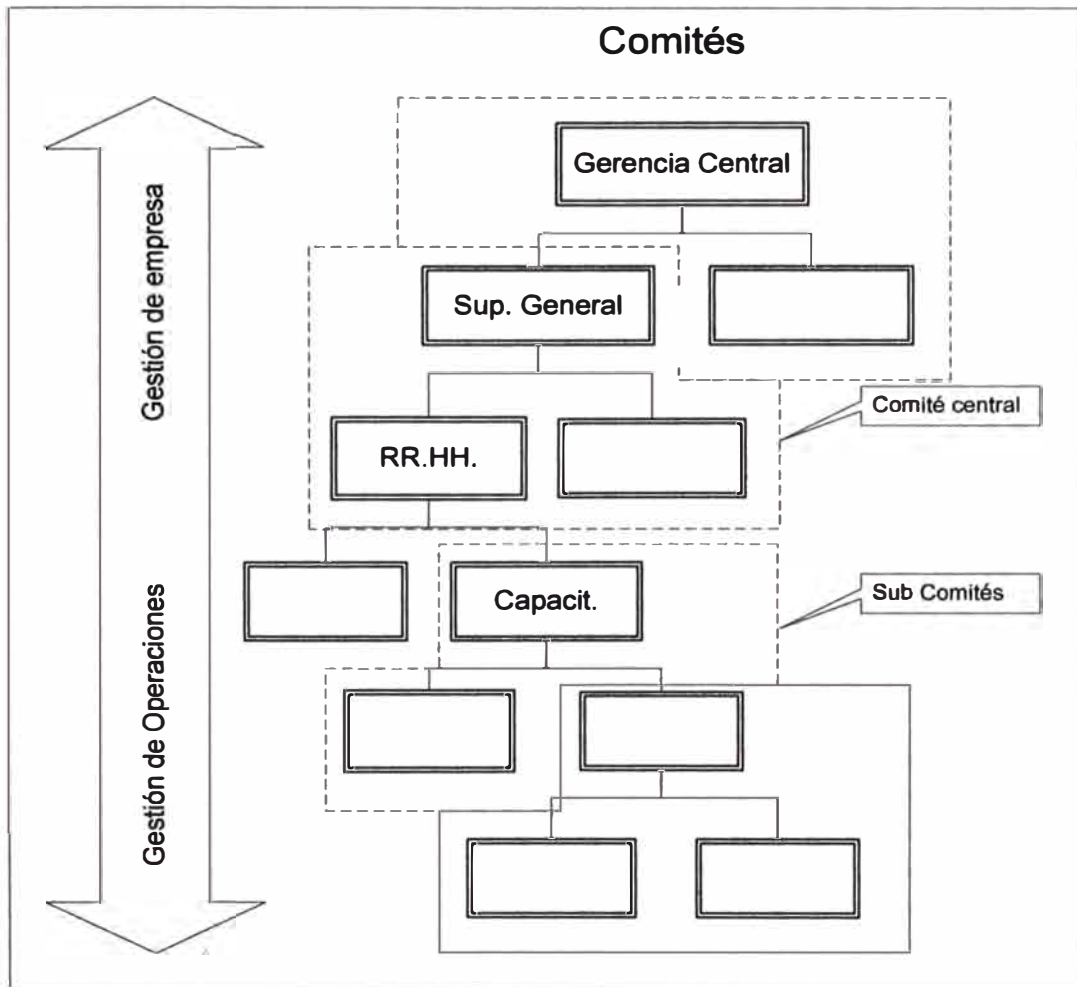 Comités
Gerencia Central
Gestión de empresa
Sup. General
Comité central
RR.HH.
Capacit.
Sub Comités
Gestión de Operaciones